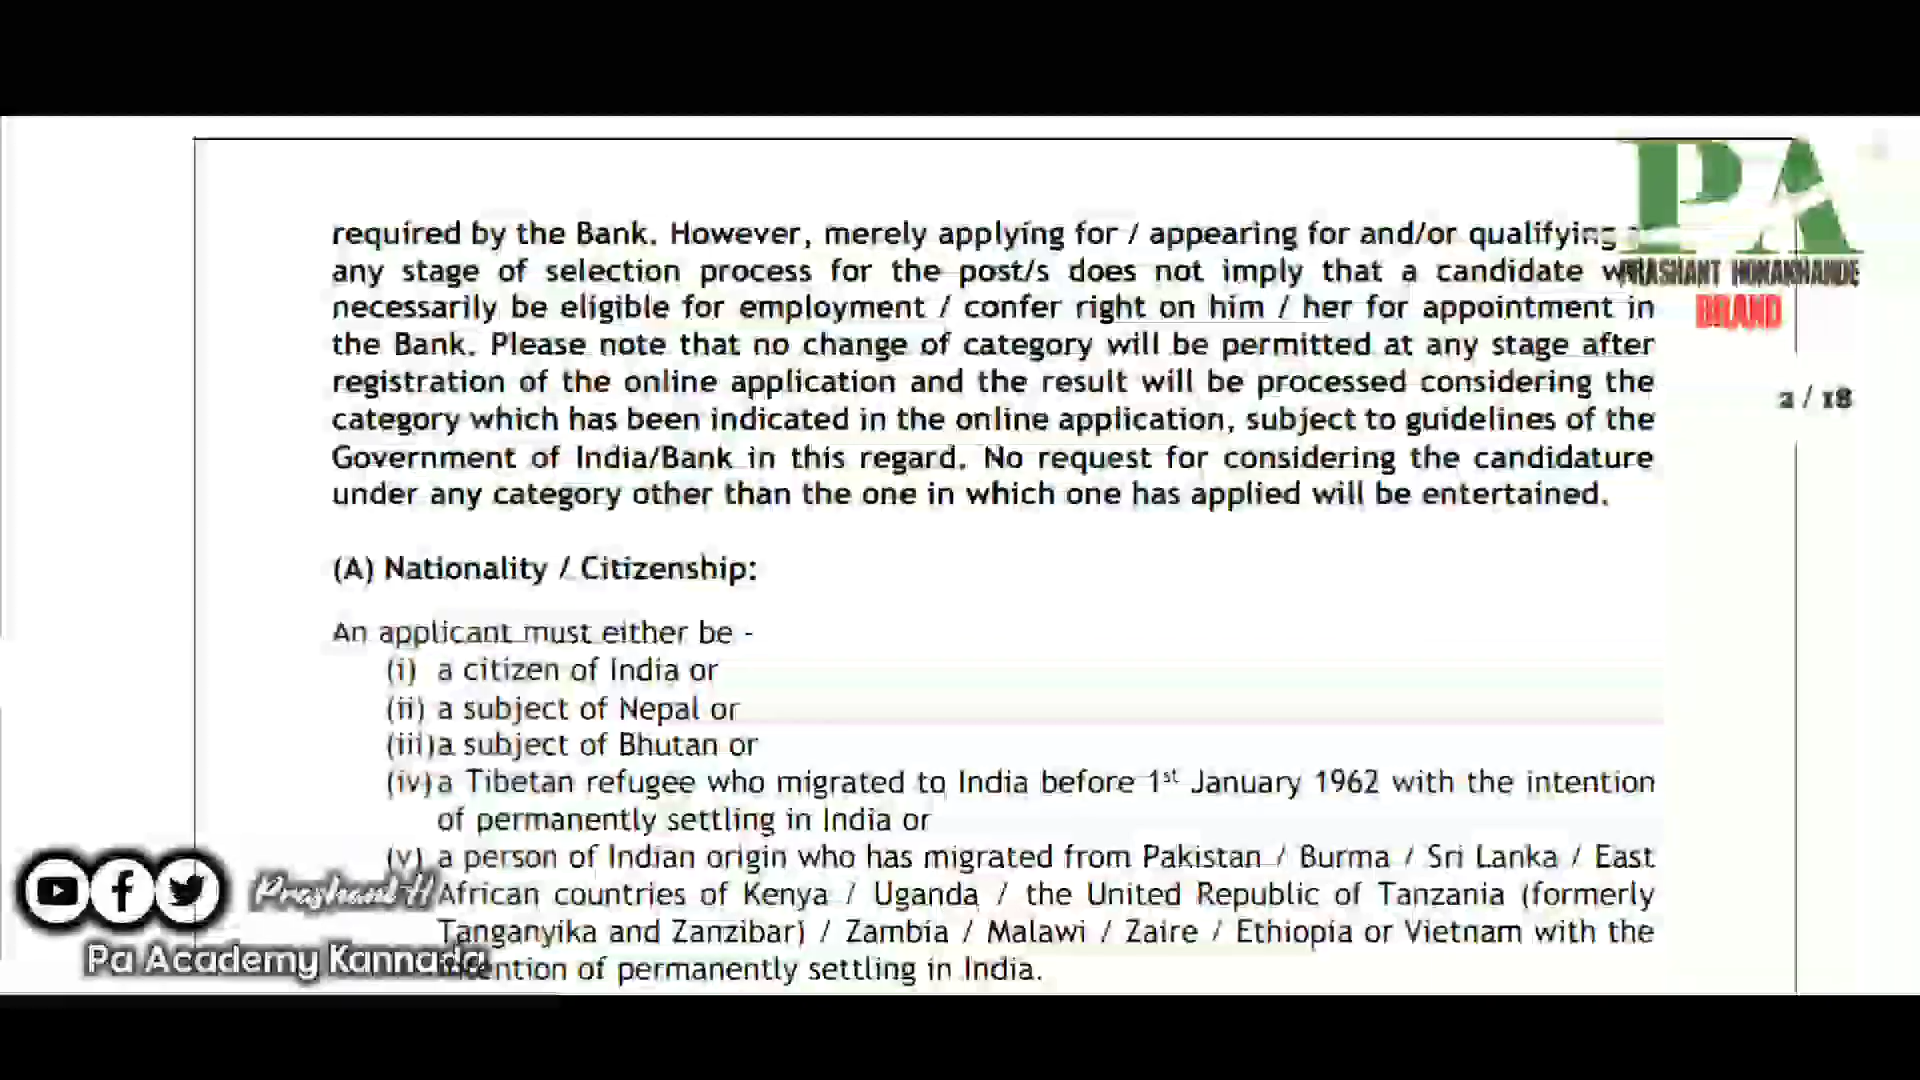 required by the Bank. However, merely applying for / appearing for and/or qualifying
any stage of selection process for the post/s does not imply that a candidate
necessarily be eligible for employment / confer right on him / her for appointment in
the Bank. Please note that no change of category will be permitted at any stage after
registration of the online application and the result will be processed considering the
category which has been indicated in the online application, subject to guidelines of the
Government of India/Bank in this regard. No request for considering the candidature
under any category other than the one in which one has applied will be entertained.
(A) Nationality / Citizenship:
An applicant must either be -
(i) a citizen of India or
(ii) a subject of Nepal or
(iii) a subject of Bhutan or
(iv) a Tibetan refugee who migrated to India before 1st January 1962 with the intention
of permanently settling in India or
(v) a person of Indian origin who has migrated from Pakistan / Burma / Sri Lanka / East
African countries of Kenya / Uganda / the United Republic of Tanzania (formerly
Tanganyika and Zanzibar) / Zambia / Malawi / Zaire / Ethiopia or Vietnam with the
of permanently settling in India.
PA
PRASHANT HONAKHANDE
BRAND
2 / 18
Prashant H
Pa Academy Kannada